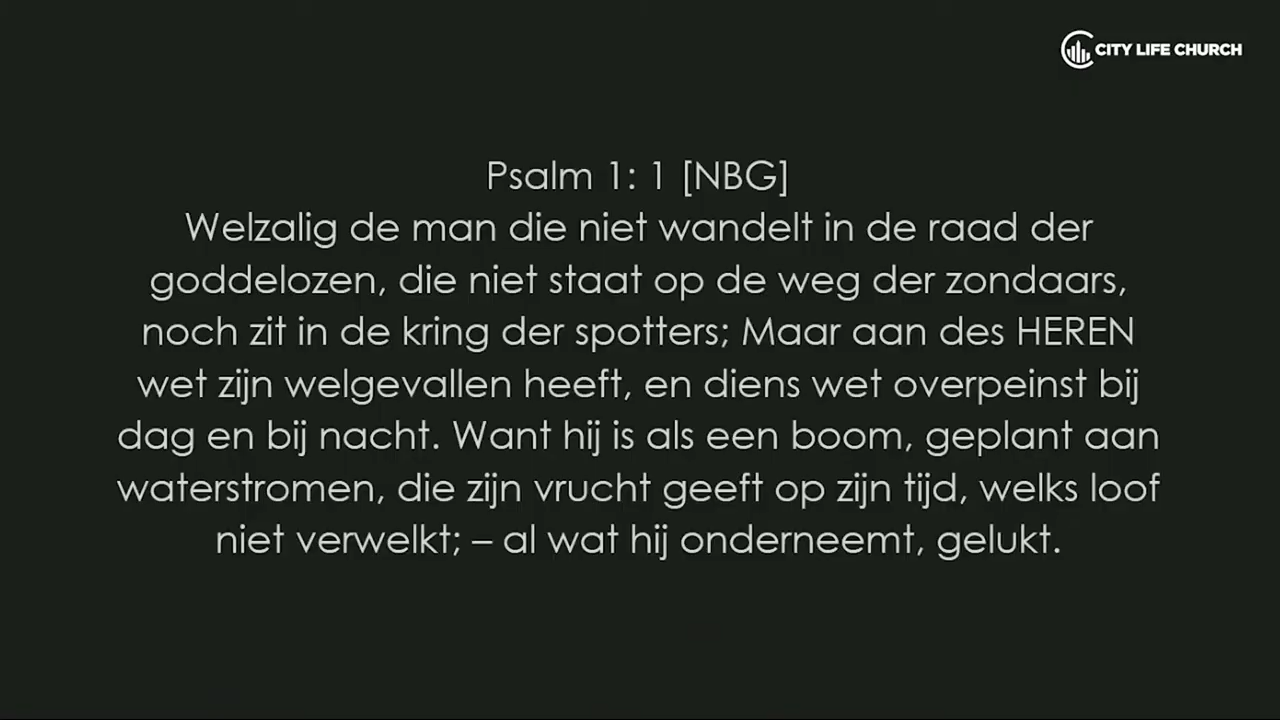 CITY LIFE CHURCH
Psalm 1: 1 [NBG]
Welzalig de man die niet wandelt in de raad der
goddelozen, die niet staat op de weg der zondaars,
noch zit in de kring der spotters; Maar aan des HEREN
wet zijn welgevallen heeft, en diens wet overpeinst bij
dag en bij nacht. Want hij is als een boom, geplant aan
waterstromen, die zijn vrucht geeft op zijn tijd, welks loof
niet verwelkt; – al wat hij onderneemt, gelukt.